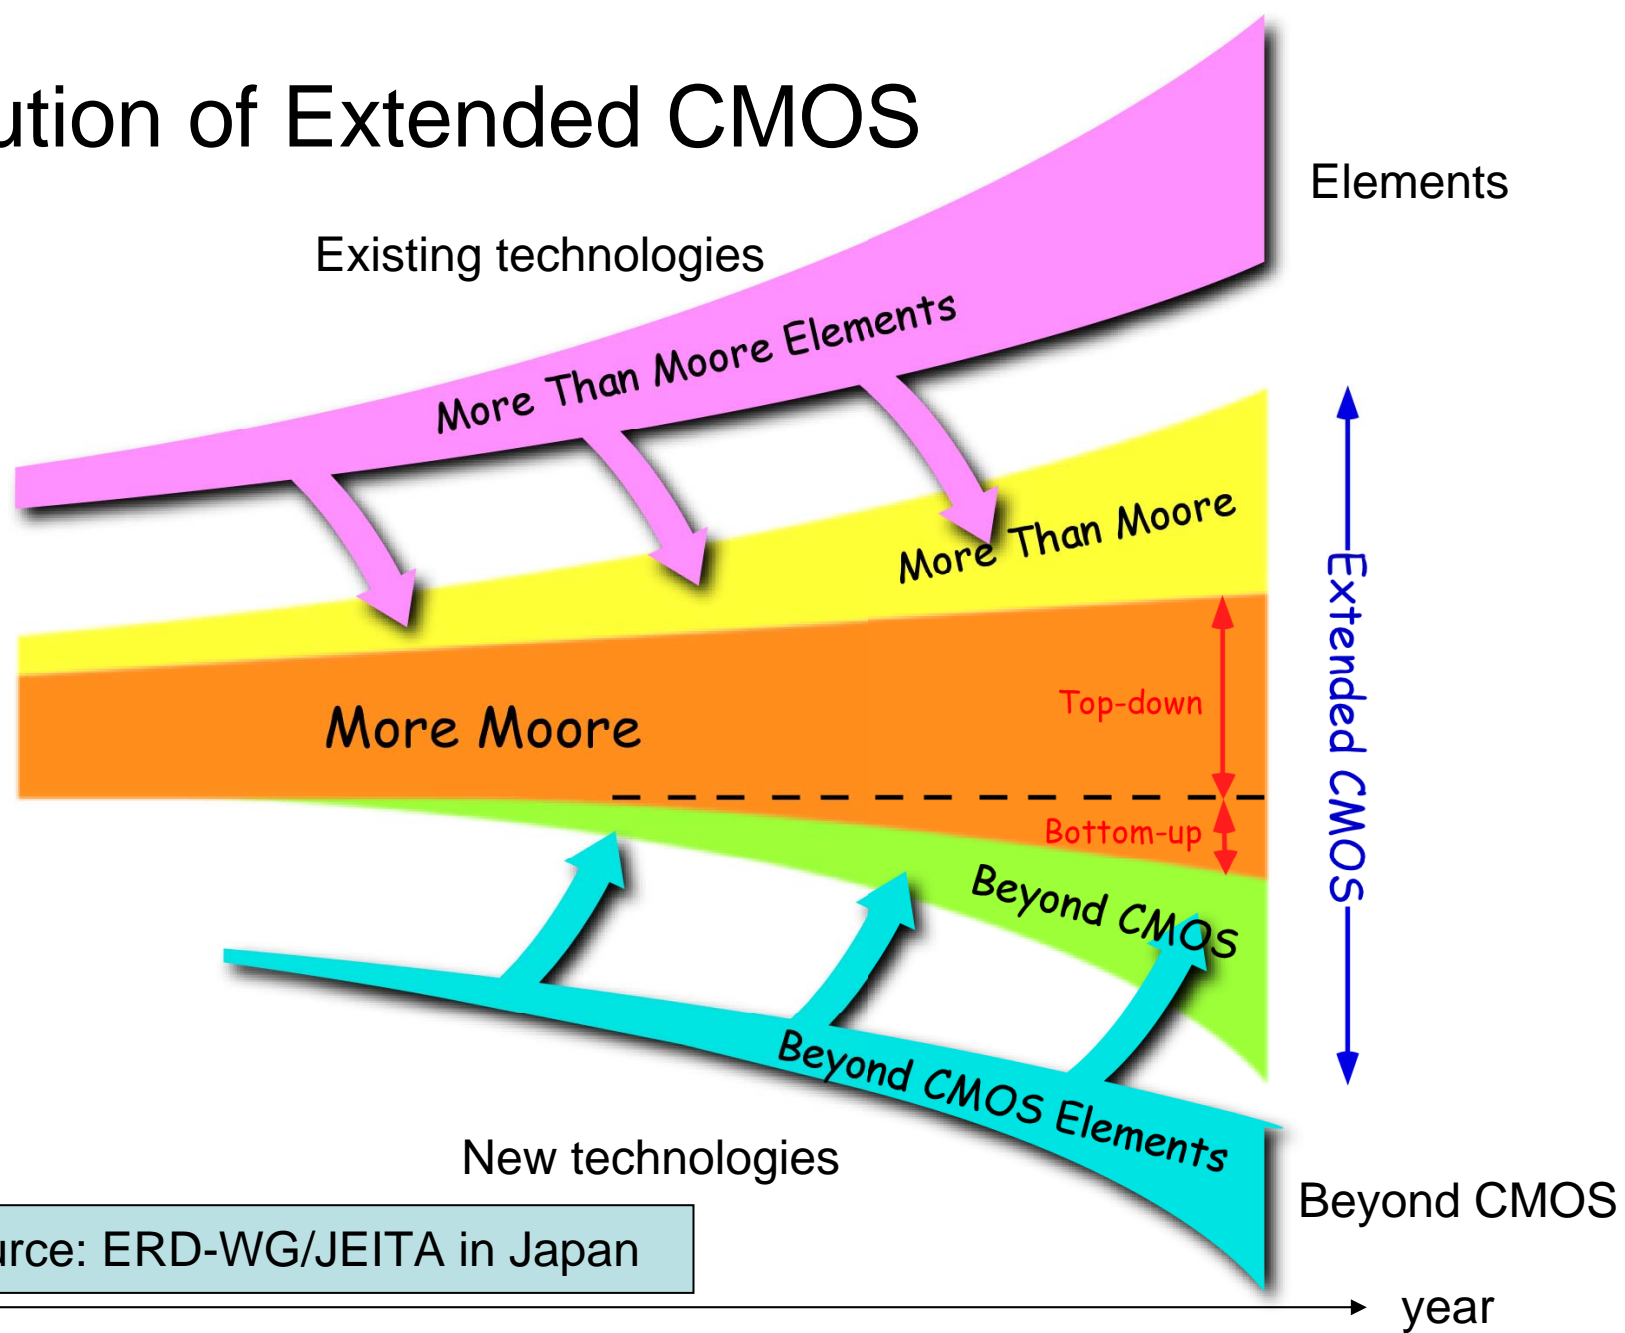 ution of Extended CMOS
Elements
Existing technologies
More Than Moore Elements
More Than Moore
Extended CMOS
More Moore
Top-down
Bottom-up
Beyond CMOS
Beyond CMOS Elements
New technologies
Beyond CMOS
urce: ERD-WG/JEITA in Japan
year